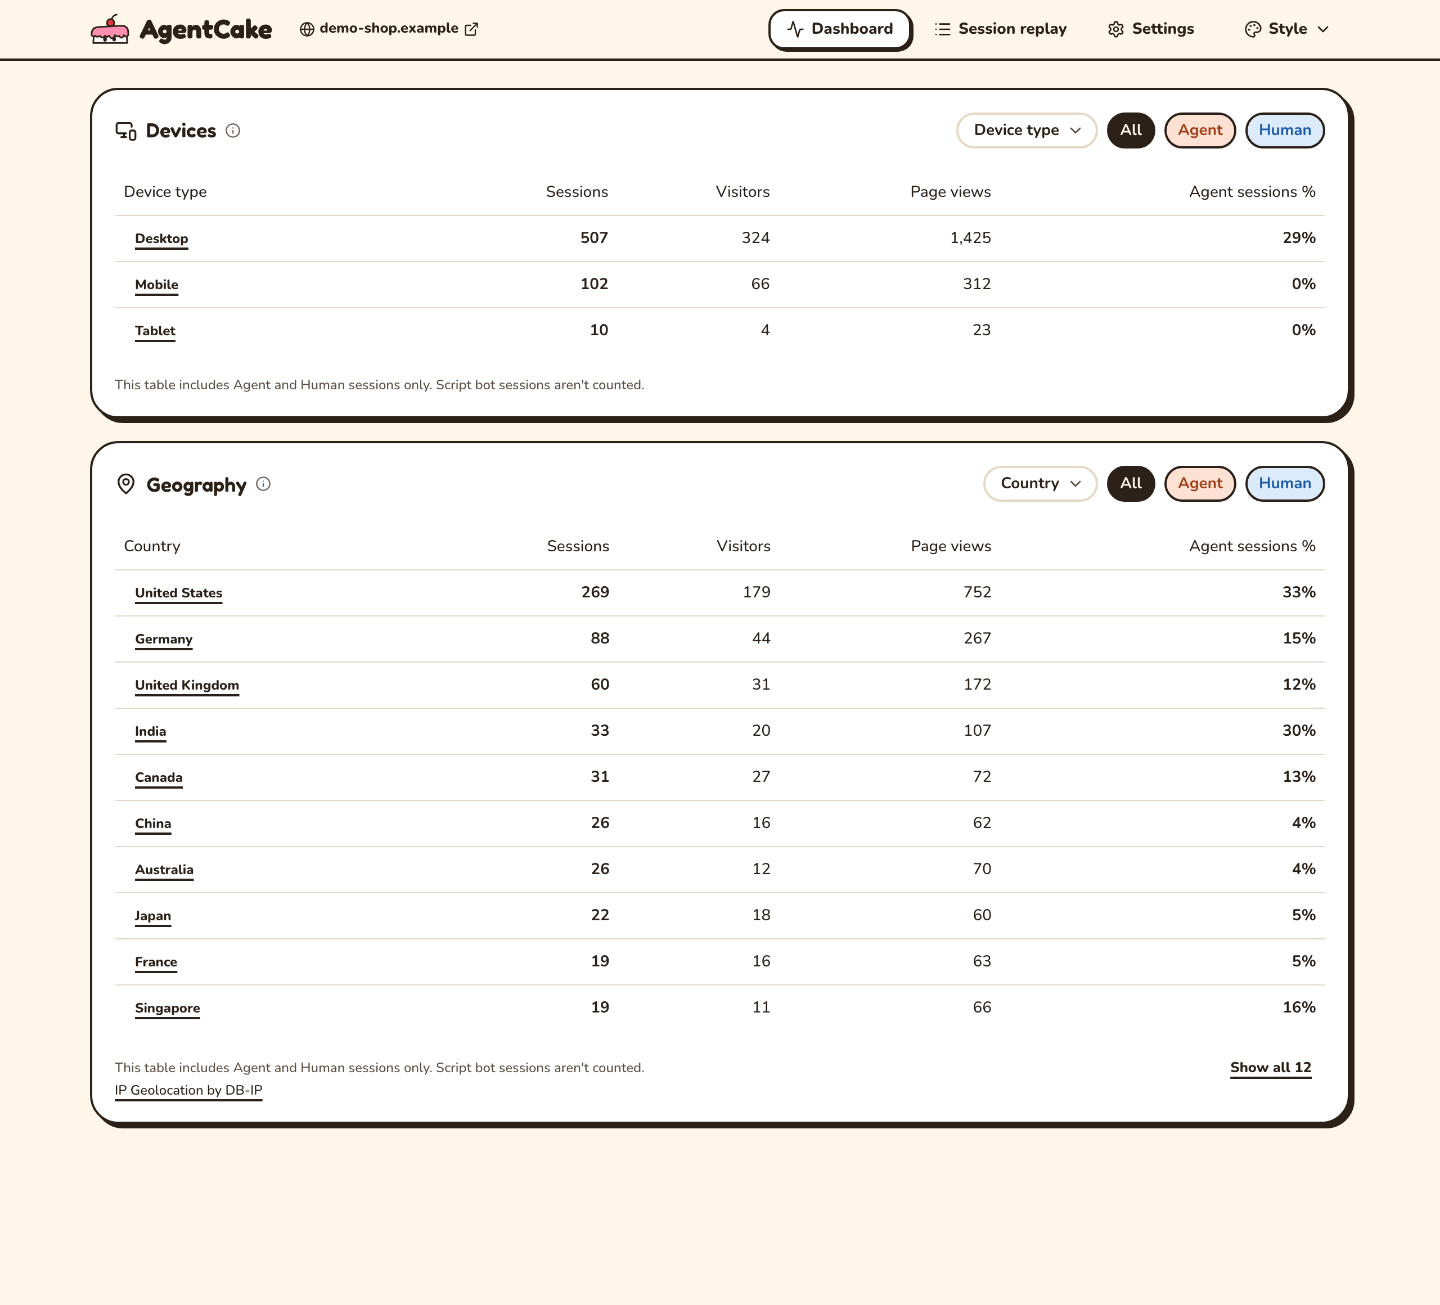 AgentCake
demo-shop.example
Dashboard
Session replay
Settings
Style
Devices
Device type
All
Agent
Human
Device type Sessions Visitors Page views Agent sessions %
Desktop 507 324 1,425 29%
Mobile 102 66 312 0%
Tablet 10 4 23 0%
This table includes Agent and Human sessions only. Script bot sessions aren't counted.
Geography
Country
All
Agent
Human
Country Sessions Visitors Page views Agent sessions %
United States 269 179 752 33%
Germany 88 44 267 15%
United Kingdom 60 31 172 12%
India 33 20 107 30%
Canada 31 27 72 13%
China 26 16 62 4%
Australia 26 12 70 4%
Japan 22 18 60 5%
France 19 16 63 5%
Singapore 19 11 66 16%
This table includes Agent and Human sessions only. Script bot sessions aren't counted.
Show all 12
IP Geolocation by DB-IP